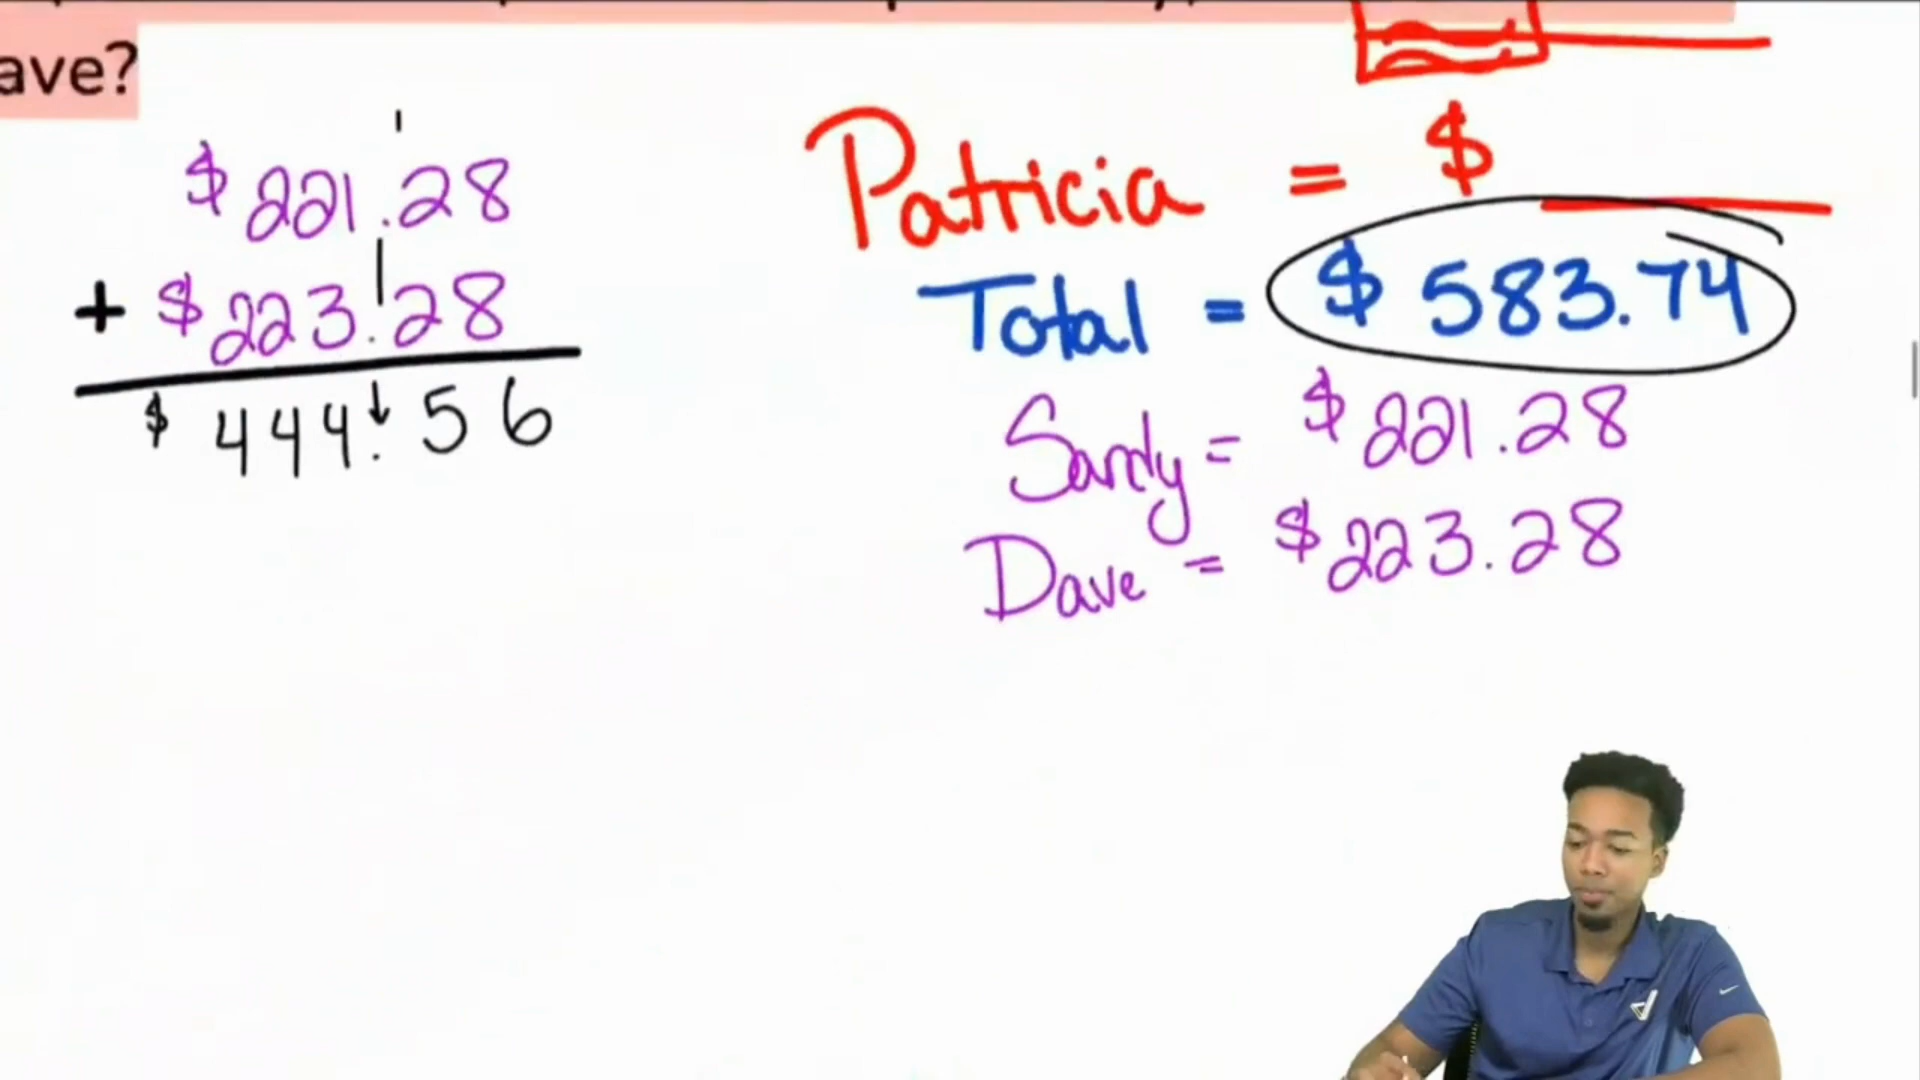 ave?
$221.28
+ $223.28
$ 444.56
Patricia = $
Total = $ 583.74
Sandy = $221.28
Dave = $223.28